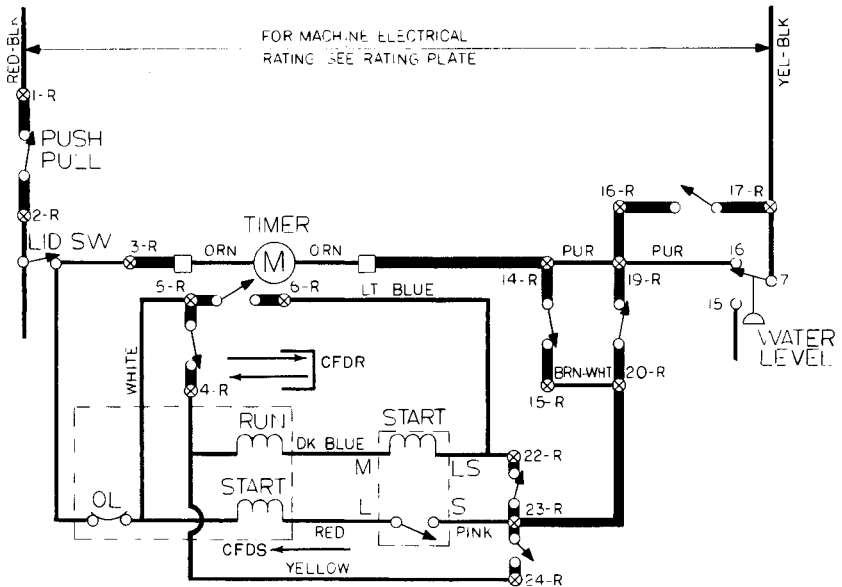 RED-BLK
FOR MACHINE ELECTRICAL
RATING SEE RATING PLATE
YEL-BLK
1-R
PUSH
PULL
2-R
LID SW
3-R
ORN
TIMER
M
ORN
16-R
17-R
14-R
PUR
19-R
PUR
16
7
15
WATER
LEVEL
5-R
6-R
LT BLUE
WHITE
4-R
CFDR
15-R
BRN-WHT
20-R
RUN
DK BLUE
START
M
LS
22-R
OL
START
RED
L
S
PINK
23-R
CFDS
YELLOW
24-R